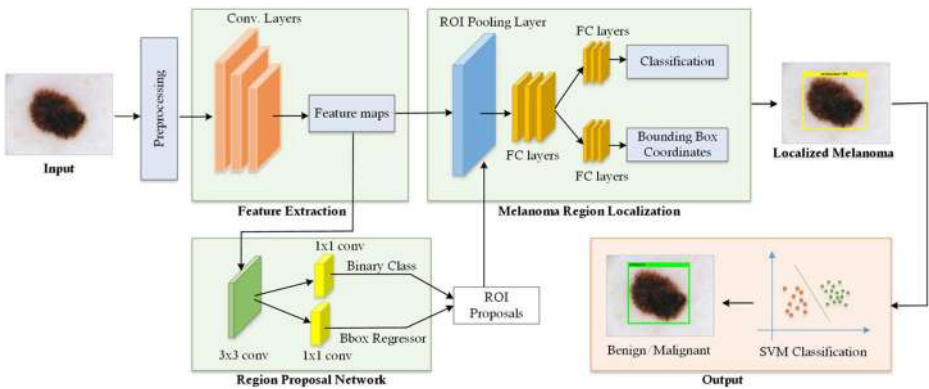 Input
Preprocessing
Conv. Layers
Feature maps
Feature Extraction
ROI Pooling Layer
FC layers
FC layers
Classification
FC layers
Bounding Box
Coordinates
Melanoma Region Localization
Localized Melanoma
3x3 conv
1x1 conv
Binary Class
1x1 conv
Bbox Regressor
Region Proposal Network
ROI
Proposals
Benign/Malignant
SVM Classification
Output